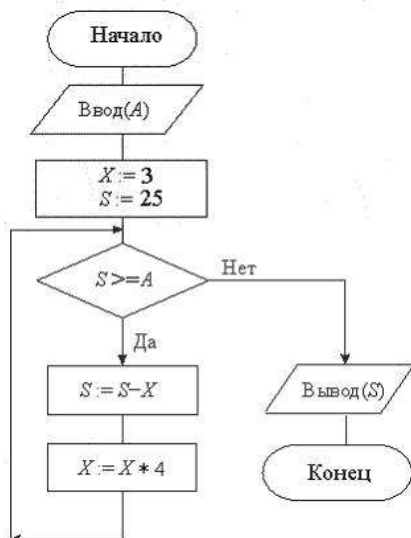 Начало
Ввод(A)
X := 3
S := 25
S >= A
Нет
Да
S := S–X
X := X * 4
Вывод(S)
Конец